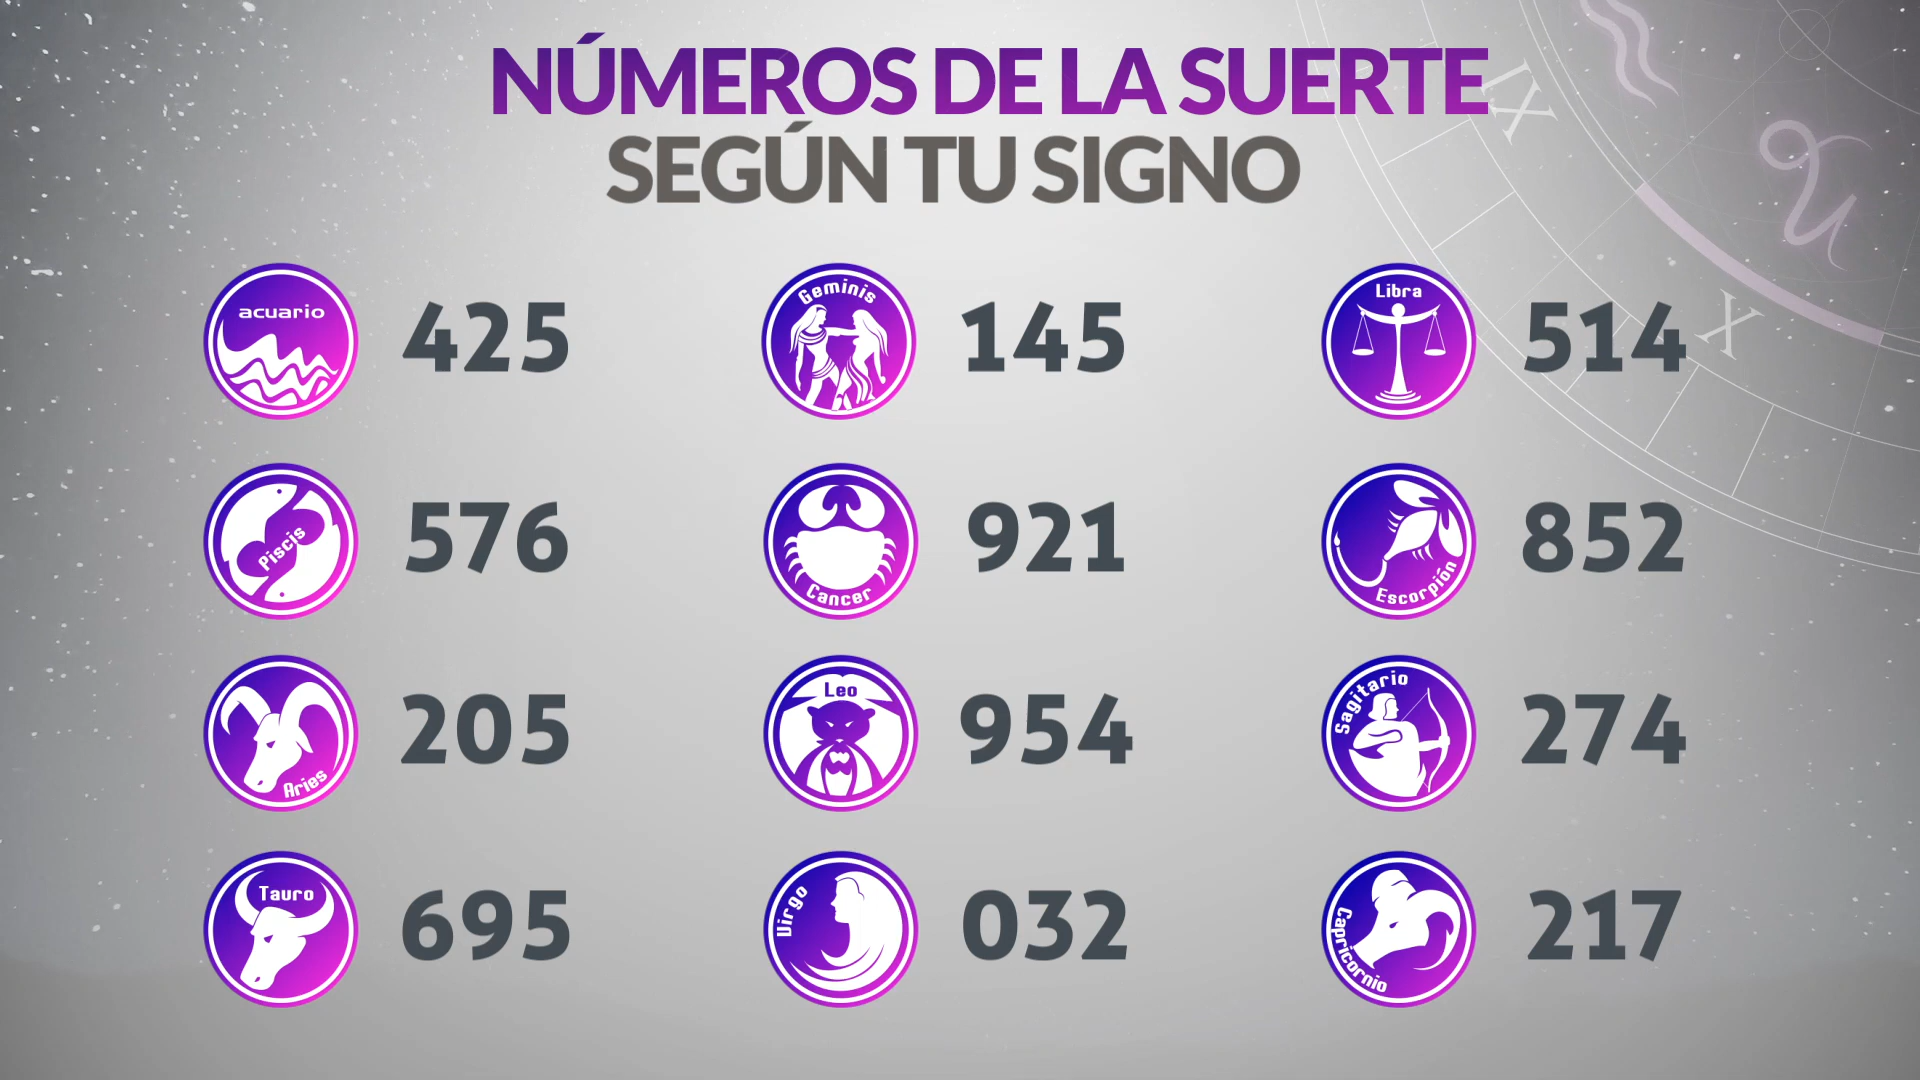 NÚMEROS DE LA SUERTE
SEGÚN TU SIGNO
acuario 425
Geminis 145
Libra 514
Piscis 576
Cancer 921
Escorpión 852
Aries 205
Leo 954
Sagitario 274
Tauro 695
Virgo 032
Capricornio 217